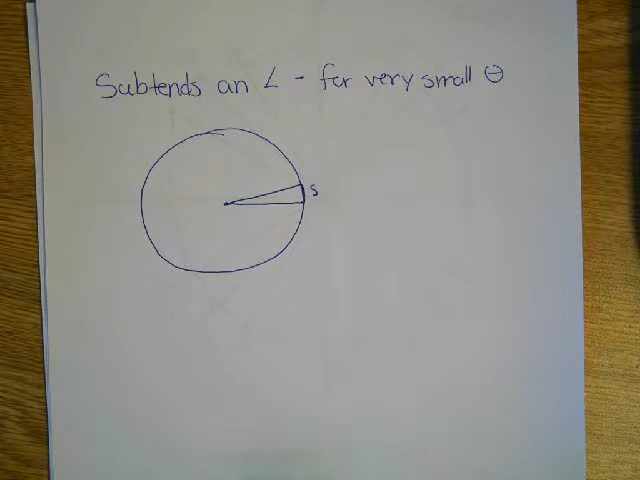 Subtends an ∠ - for very small θ
s